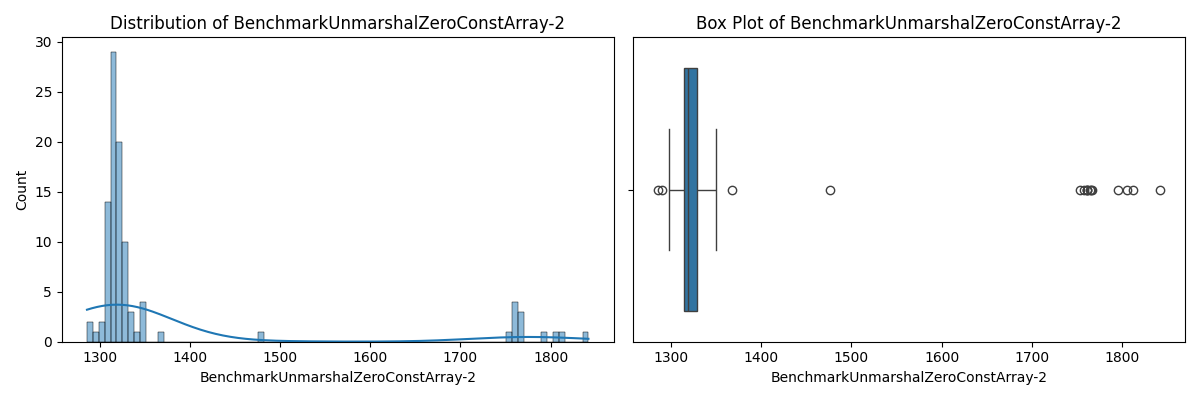 Distribution of BenchmarkUnmarshalZeroConstArray-2
30
25
20
15
10
5
0
Count
1300 1400 1500 1600 1700 1800
BenchmarkUnmarshalZeroConstArray-2
Box Plot of BenchmarkUnmarshalZeroConstArray-2
1300 1400 1500 1600 1700 1800
BenchmarkUnmarshalZeroConstArray-2